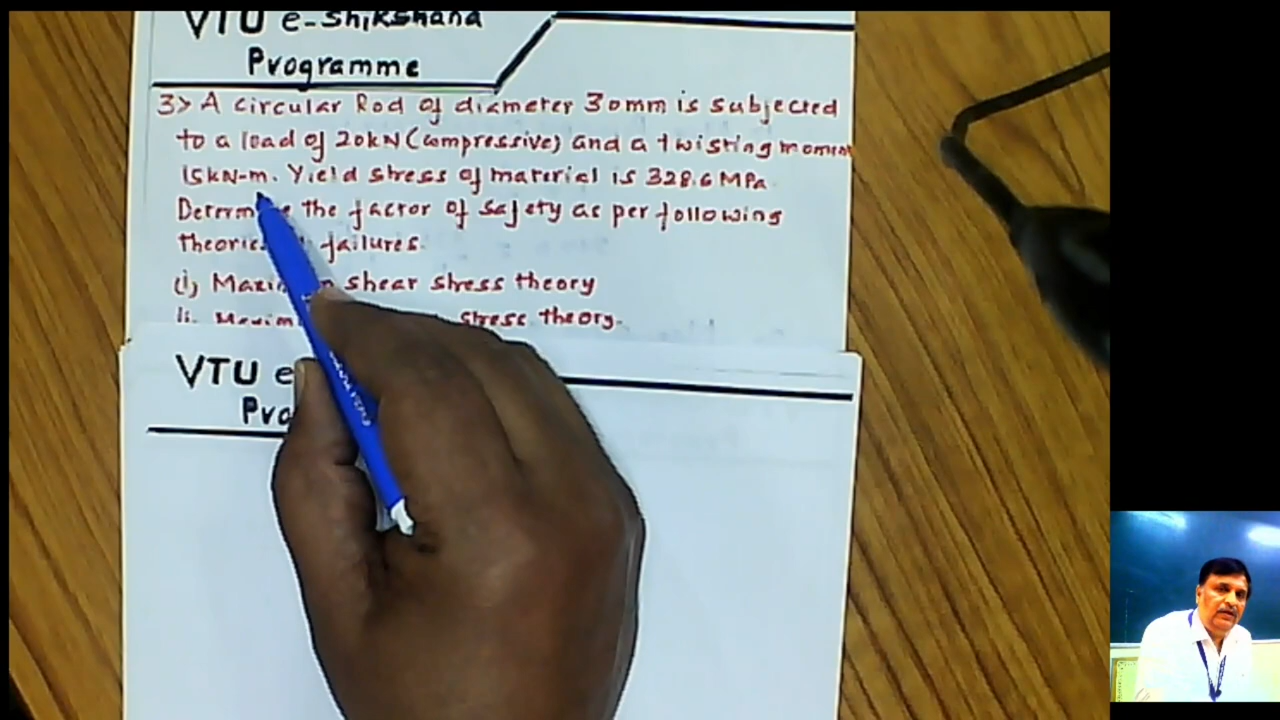 VTU e-Shikshana
Programme
3> A circular Rod of diameter 30mm is subjected
to a load of 20kN (compressive) and a twisting moment
15kN-m. Yield stress of material is 328.6 MPa
the factor of safety as per following
failures.
(i) shear stress theory
ii. stress theory.
VTU